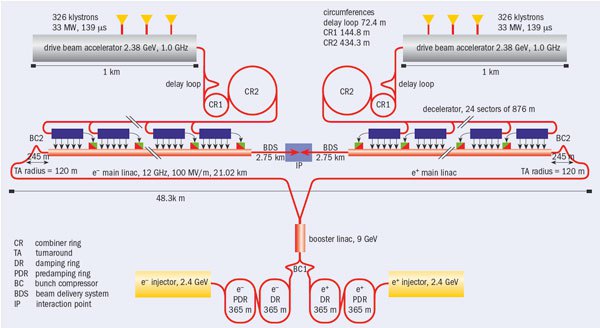 326 klystrons
33 MW, 139 µs
drive beam accelerator 2.38 GeV, 1.0 GHz
1 km
delay loop
CR1
CR2
circumferences
delay loop 72.4 m
CR1 144.8 m
CR2 434.3 m
326 klystrons
33 MW, 139 µs
drive beam accelerator 2.38 GeV, 1.0 GHz
1 km
delay loop
CR2
CR1
decelerator, 24 sectors of 876 m
BC2
245 m
TA radius = 120 m
BDS
2.75 km
IP
BDS
2.75 km
BC2
245 m
TA radius = 120 m
e– main linac, 12 GHz, 100 MV/m, 21.02 km
e+ main linac
48.3k m
CR combiner ring
TA turnaround
DR damping ring
PDR predamping ring
BC bunch compressor
BDS beam delivery system
IP interaction point
booster linac, 9 GeV
BC1
e– injector, 2.4 GeV
e–
PDR
365 m
e–
DR
365 m
e+
DR
365 m
e+
PDR
365 m
e+ injector, 2.4 GeV